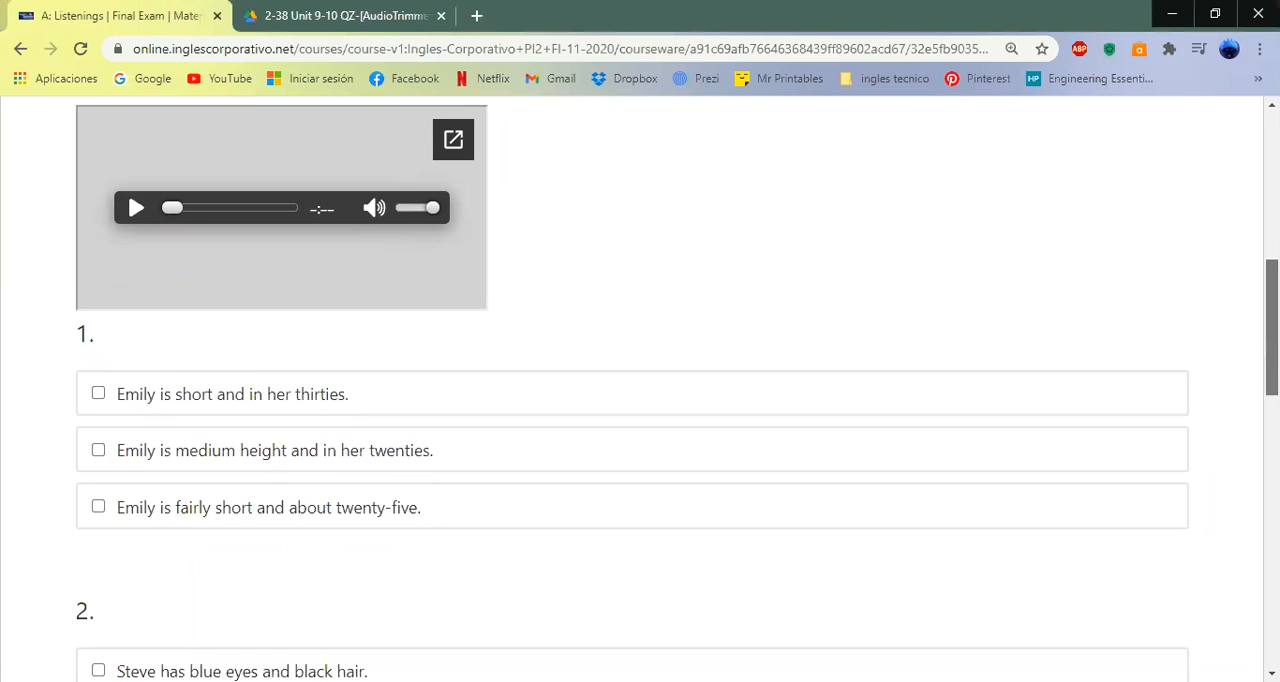 A: Listenings | Final Exam | Mate
2-38 Unit 9-10 QZ-[AudioTrimme
online.inglescorporativo.net/courses/course-v1:Ingles-Corporativo+PI2+FI-11-2020/courseware/a91c69afb76646368439ff89602acd67/32e5fb9035...
ABP
Aplicaciones Google YouTube Iniciar sesión Facebook Netflix Gmail Dropbox Prezi Mr Printables ingles tecnico Pinterest HP Engineering Essenti... »
-:--
1.
Emily is short and in her thirties.
Emily is medium height and in her twenties.
Emily is fairly short and about twenty-five.
2.
Steve has blue eyes and black hair.